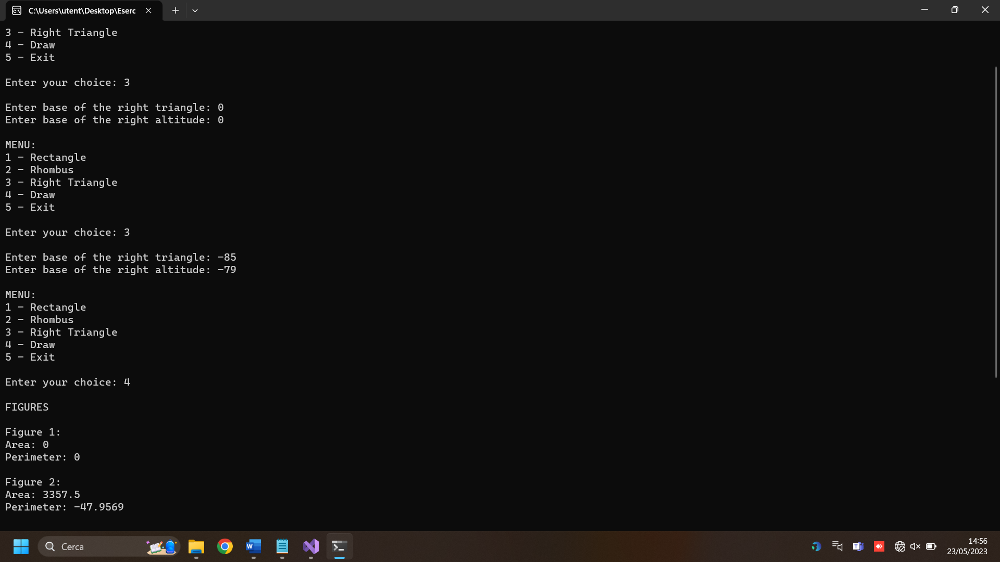 C:\Users\utent\Desktop\Eserc
3 - Right Triangle
4 - Draw
5 - Exit
Enter your choice: 3
Enter base of the right triangle: 0
Enter base of the right altitude: 0
MENU:
1 - Rectangle
2 - Rhombus
3 - Right Triangle
4 - Draw
5 - Exit
Enter your choice: 3
Enter base of the right triangle: -85
Enter base of the right altitude: -79
MENU:
1 - Rectangle
2 - Rhombus
3 - Right Triangle
4 - Draw
5 - Exit
Enter your choice: 4
FIGURES
Figure 1:
Area: 0
Perimeter: 0
Figure 2:
Area: 3357.5
Perimeter: -47.9569
Cerca
14:56
23/05/2023